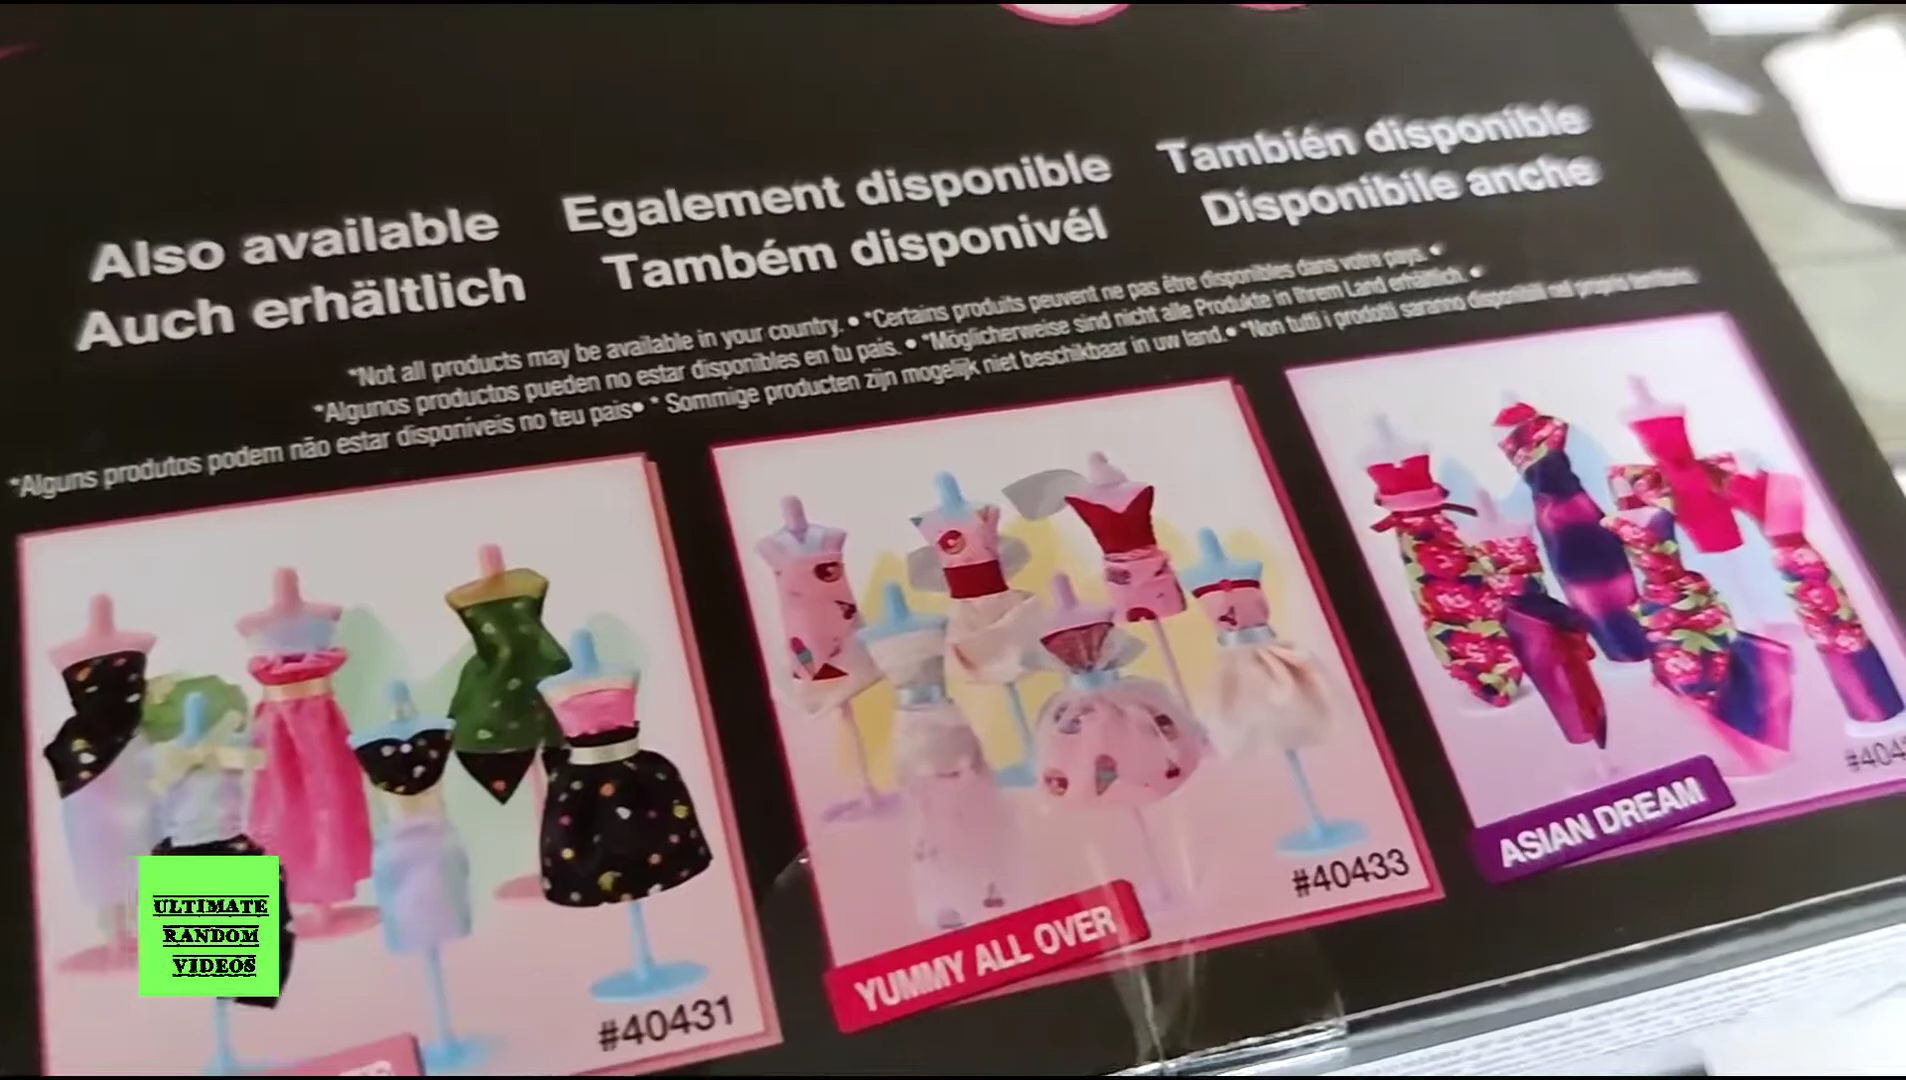 Also available
Auch erhältlich
Egalement disponible
Também disponivél
También disponible
Disponibile anche
*Not all products may be available in your country. • *Certains produits peuvent ne pas être disponibles dans votre pays. •
*Algunos productos pueden no estar disponibles en tu pais. • *Möglicherweise sind nicht alle Produkte in Ihrem Land erhältlich. •
*Alguns produtos podem não estar disponiveis no teu pais• * Sommige producten zijn mogelijk niet beschikbaar in uw land.• *Non tutti i prodotti saranno disponibili nel proprio territorio.
#40431
YUMMY ALL OVER
#40433
ASIAN DREAM
ULTIMATE
RANDOM
VIDEOS